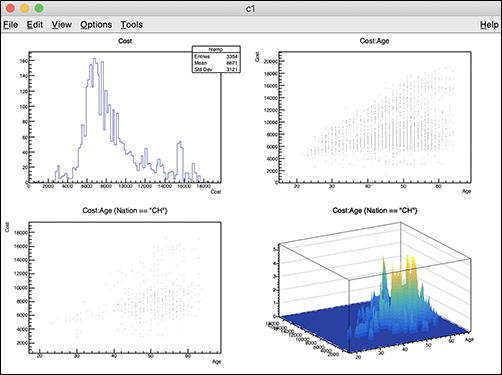 c1
File Edit View Options Tools Help
Cost
htemp
Entries 3354
Mean 8671
Std Dev 3121
160
140
120
100
80
60
40
20
0
0 2000 4000 6000 8000 10000 12000 14000 16000 18000
Cost
Cost:Age
Cost
20000
18000
16000
14000
12000
10000
8000
6000
4000
2000
20 30 40 50 60
Age
Cost:Age {Nation == "CH"}
Cost
18000
16000
14000
12000
10000
8000
6000
4000
2000
20 30 40 50 60
Age
Cost:Age {Nation == "CH"}
5
4
3
2
1
0
18000
16000
14000
12000
10000
8000
6000
4000
2000
20 30 40 50 60
Age